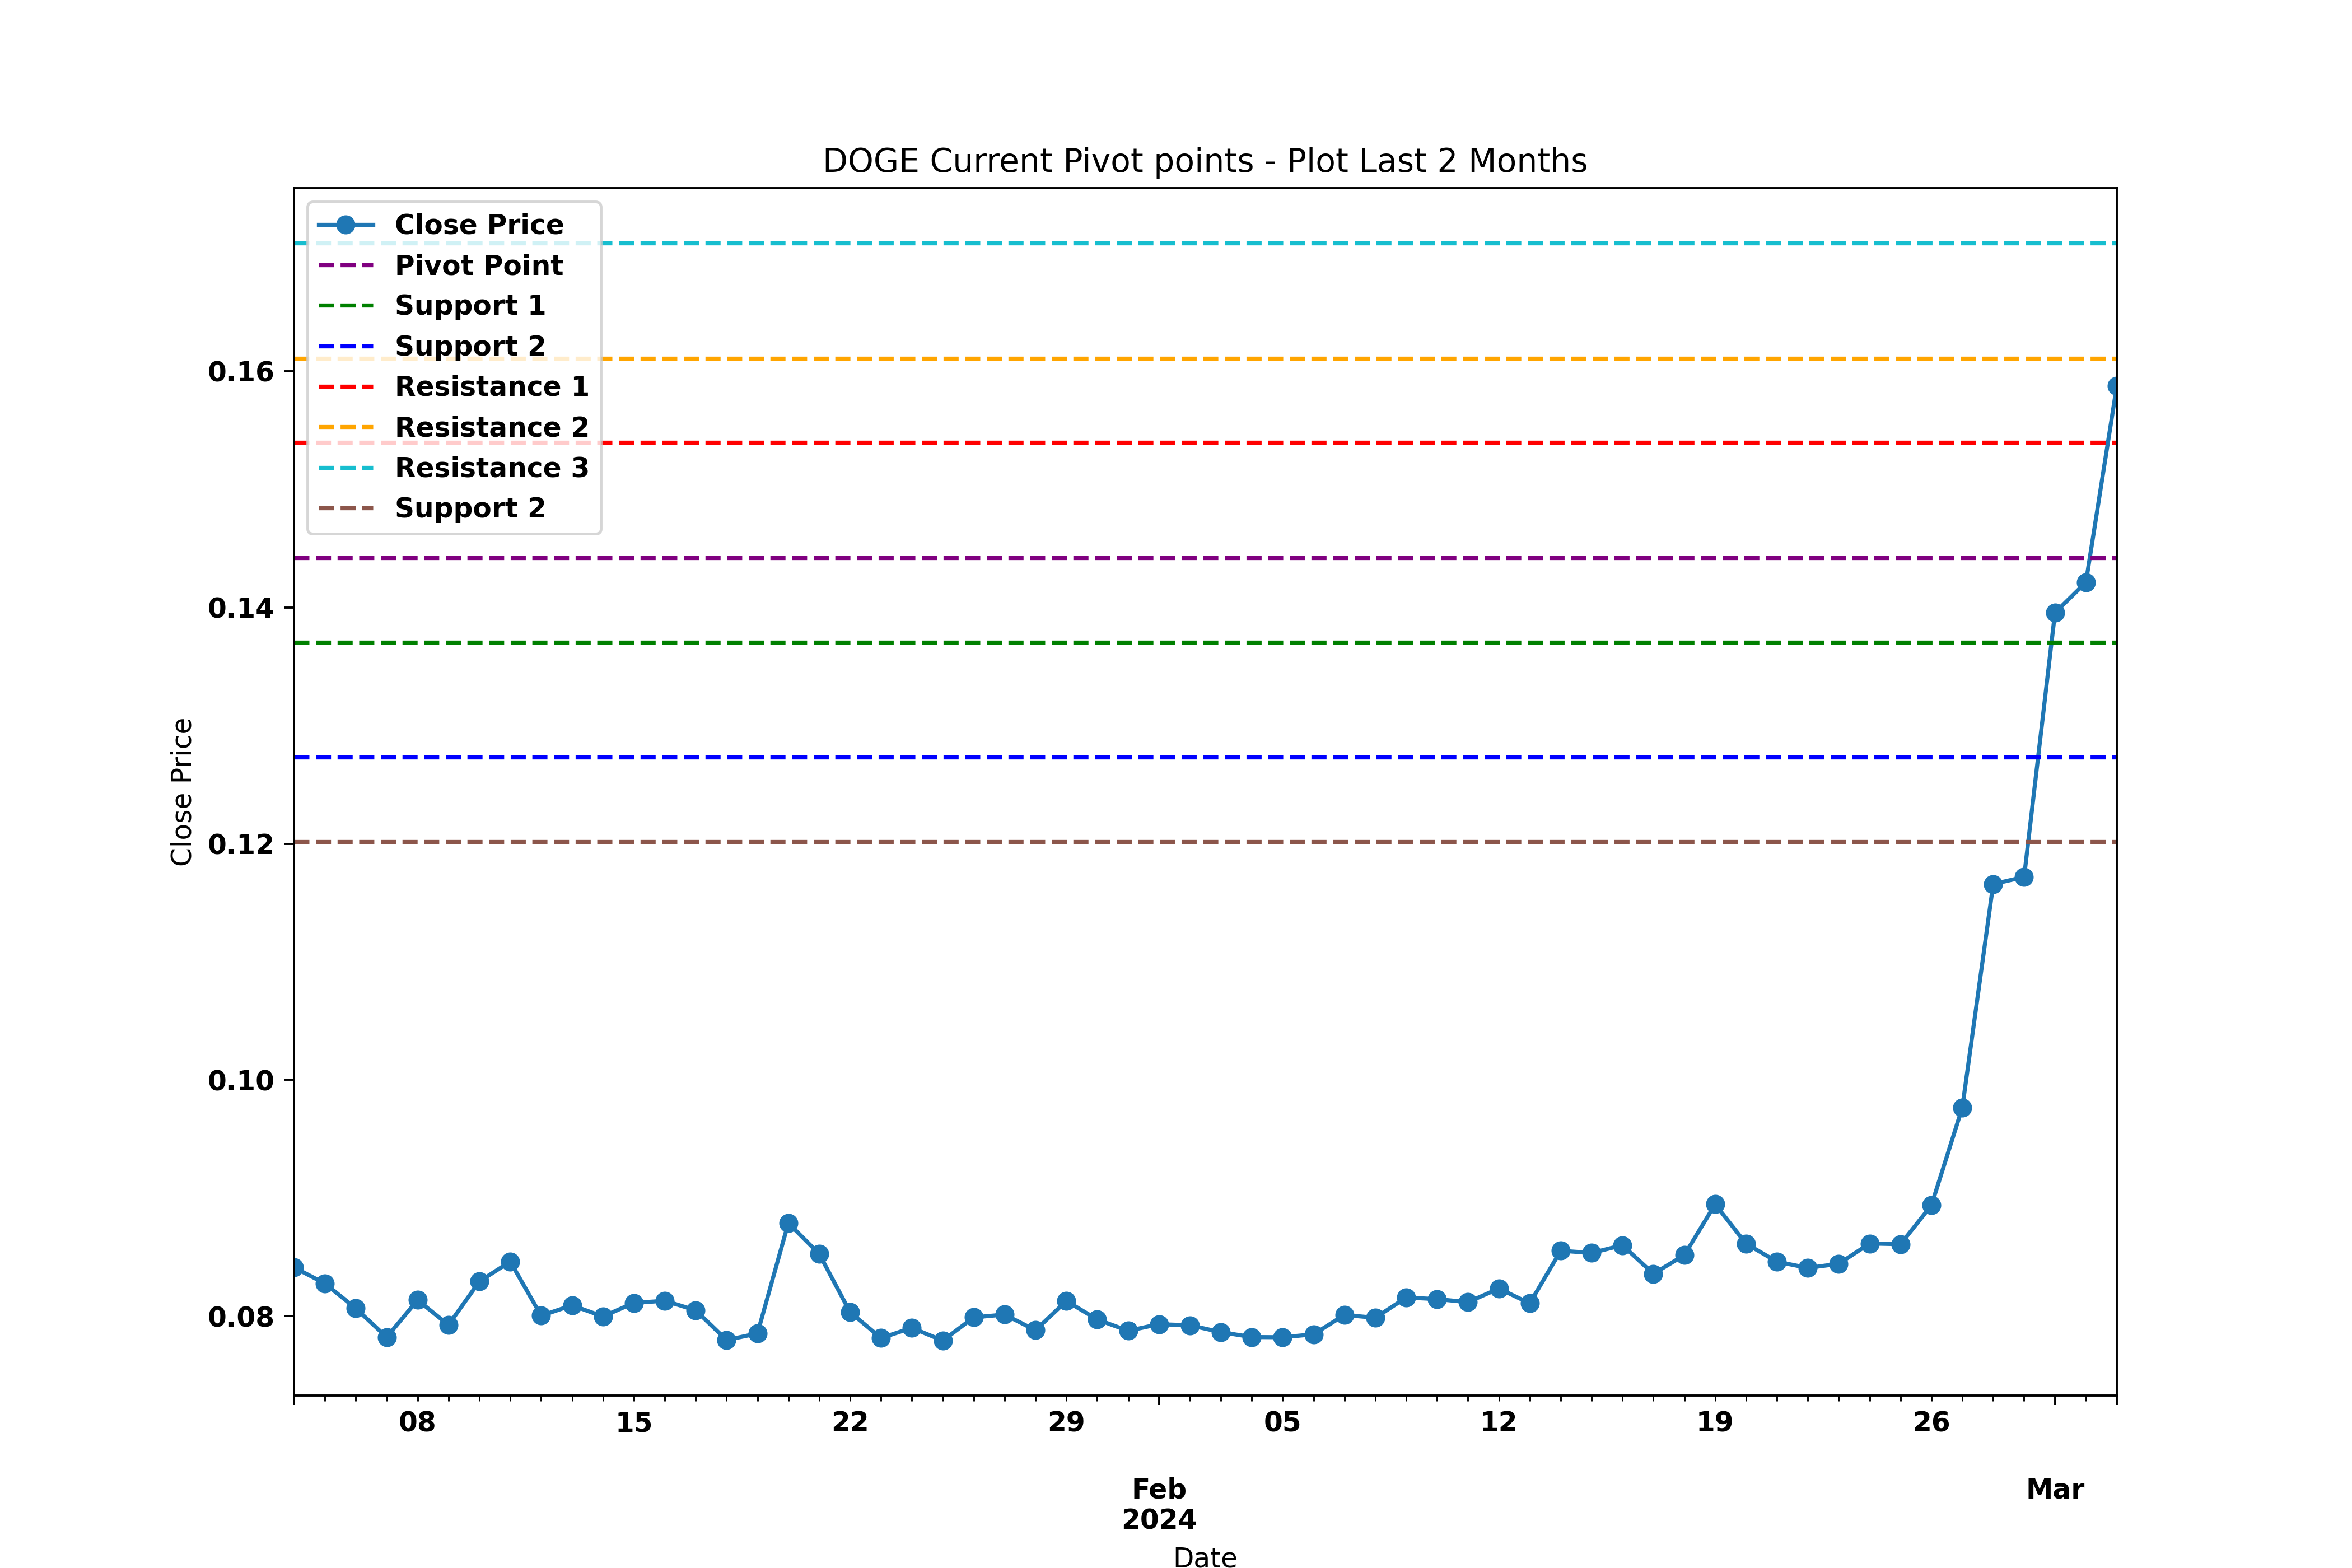 DOGE Current Pivot points - Plot Last 2 Months
Close Price
Pivot Point
Support 1
Support 2
Resistance 1
Resistance 2
Resistance 3
Support 2
Close Price
0.16
0.14
0.12
0.10
0.08
08 15 22 29 05 12 19 26
Feb Mar
2024
Date